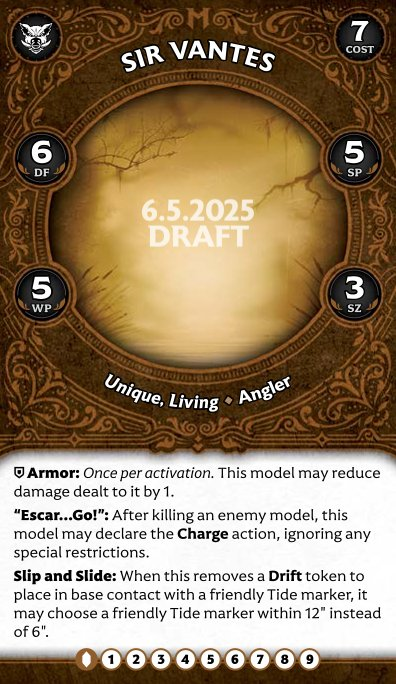 SIR VANTES
7
COST
6
DF
5
SP
6.5.2025
DRAFT
5
WP
3
SZ
Unique, Living ◆ Angler
Armor: Once per activation. This model may reduce
damage dealt to it by 1.
“Escar...Go!”: After killing an enemy model, this
model may declare the Charge action, ignoring any
special restrictions.
Slip and Slide: When this removes a Drift token to
place in base contact with a friendly Tide marker, it
may choose a friendly Tide marker within 12" instead
of 6".
1 2 3 4 5 6 7 8 9